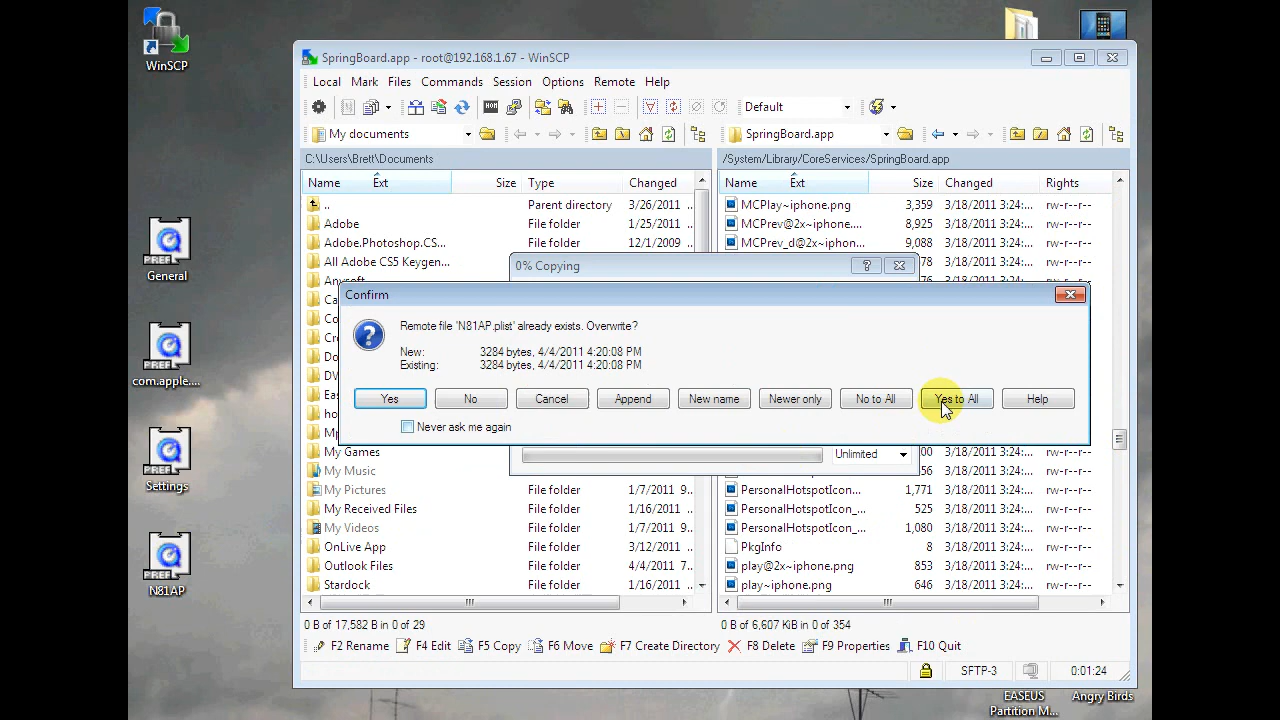 WinSCP
General
com.apple....
Settings
N81AP
SpringBoard.app - root@192.168.1.67 - WinSCP
Local Mark Files Commands Session Options Remote Help
Default
My documents
SpringBoard.app
C:\Users\Brett\Documents
/System/Library/CoreServices/SpringBoard.app
Name Ext Size Type Changed
Name Ext Size Changed Rights
.. Parent directory 3/26/2011 ..
MCPlay~iphone.png 3,359 3/18/2011 3:24:... rw-r--r--
Adobe File folder 1/25/2011 ..
MCPrev@2x~iphone.... 8,925 3/18/2011 3:24:... rw-r--r--
Adobe.Photoshop.CS... File folder 12/1/2009 ..
MCPrev_d@2x~iphon... 9,088 3/18/2011 3:24:... rw-r--r--
All Adobe CS5 Keygen...
0% Copying
Confirm
Remote file 'N81AP.plist' already exists. Overwrite?
New: 3284 bytes, 4/4/2011 4:20:08 PM
Existing: 3284 bytes, 4/4/2011 4:20:08 PM
Yes No Cancel Append New name Newer only No to All Yes to All Help
Never ask me again
Unlimited
My Games
My Music
My Pictures File folder 1/7/2011 9...
PersonalHotspotIcon... 1,771 3/18/2011 3:24:... rw-r--r--
My Received Files File folder 1/16/2011 ..
PersonalHotspotIcon_... 525 3/18/2011 3:24:... rw-r--r--
My Videos File folder 1/7/2011 9...
PersonalHotspotIcon_... 1,080 3/18/2011 3:24:... rw-r--r--
OnLive App File folder 3/12/2011 ..
PkgInfo 8 3/18/2011 3:24:... rw-r--r--
Outlook Files File folder 4/4/2011 7...
play@2x~iphone.png 853 3/18/2011 3:24:... rw-r--r--
Stardock File folder 1/16/2011 ..
play~iphone.png 646 3/18/2011 3:24:... rw-r--r--
0 B of 17,582 B in 0 of 29
0 B of 6,607 KiB in 0 of 354
F2 Rename F4 Edit F5 Copy F6 Move F7 Create Directory F8 Delete F9 Properties F10 Quit
SFTP-3 0:01:24
EASEUS
Partition M...
Angry Birds